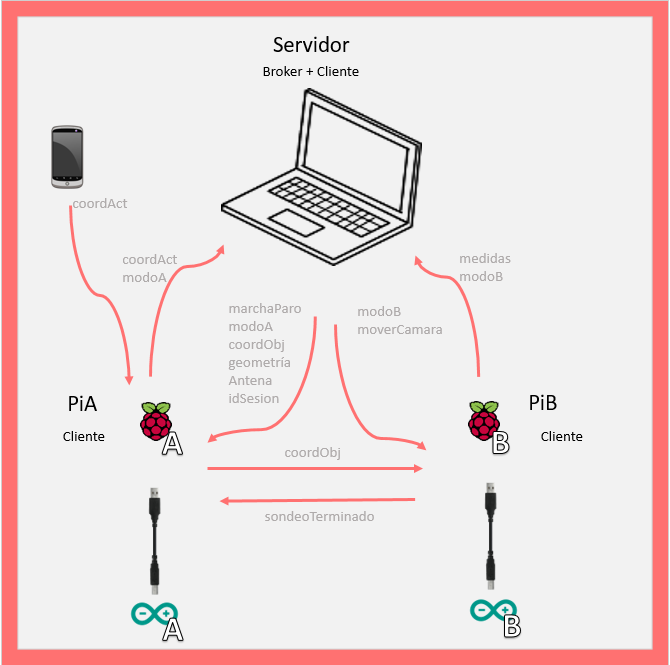 Servidor
Broker + Cliente
coordAct
coordAct
modoA
medidas
modoB
marchaParo
modoA
coordObj
geometría
Antena
idSesion
modoB
moverCamara
PiA
Cliente
A
PiB
Cliente
B
coordObj
sondeoTerminado
A
B